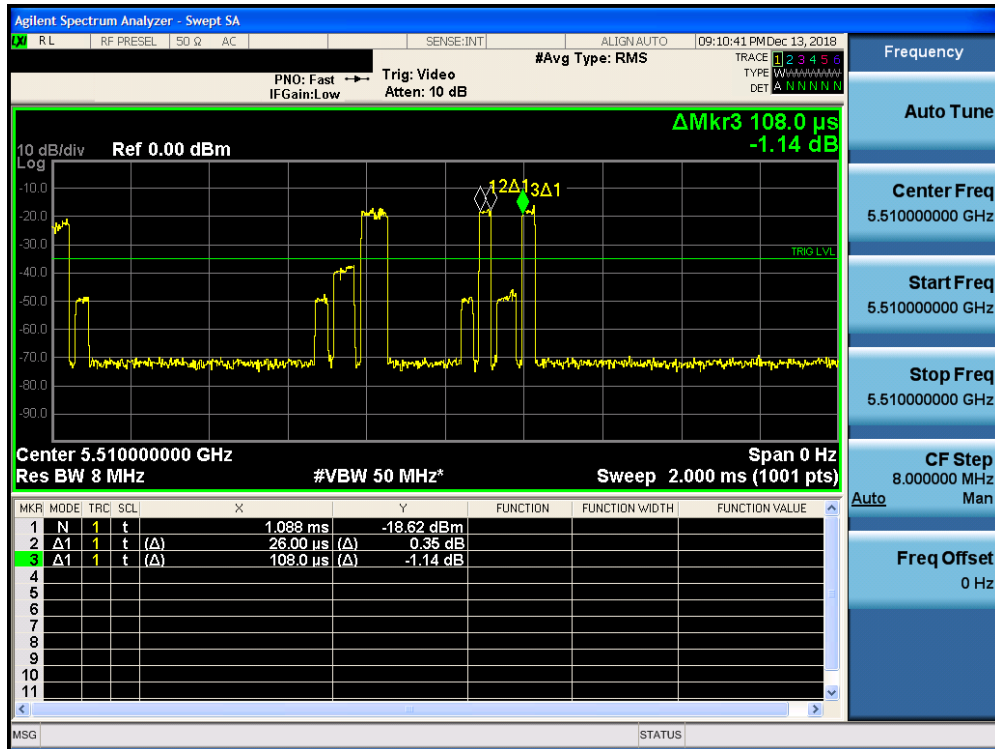 Agilent Spectrum Analyzer - Swept SA
LXI RL RF PRESEL 50 Ω AC SENSE:INT ALIGN AUTO 09:10:41 PM Dec 13, 2018
PNO: Fast
IFGain:Low
Trig: Video
Atten: 10 dB
#Avg Type: RMS
TRACE 1 2 3 4 5 6
TYPE WWWWWW
DET A N N N N N
ΔMkr3 108.0 µs
-1.14 dB
10 dB/div Ref 0.00 dBm
Log
-10.0
-20.0
-30.0
-40.0
-50.0
-60.0
-70.0
-80.0
-90.0
1 2Δ1 3Δ1
TRIG LVL
Center 5.510000000 GHz Span 0 Hz
Res BW 8 MHz #VBW 50 MHz* Sweep 2.000 ms (1001 pts)
MKR MODE TRC SCL X Y FUNCTION FUNCTION WIDTH FUNCTION VALUE
1 N 1 t 1.088 ms -18.62 dBm
2 Δ1 1 t (Δ) 26.00 µs (Δ) 0.35 dB
3 Δ1 1 t (Δ) 108.0 µs (Δ) -1.14 dB
4
5
6
7
8
9
10
11
MSG STATUS
Frequency
Auto Tune
Center Freq
5.510000000 GHz
Start Freq
5.510000000 GHz
Stop Freq
5.510000000 GHz
CF Step
8.000000 MHz
Auto Man
Freq Offset
0 Hz